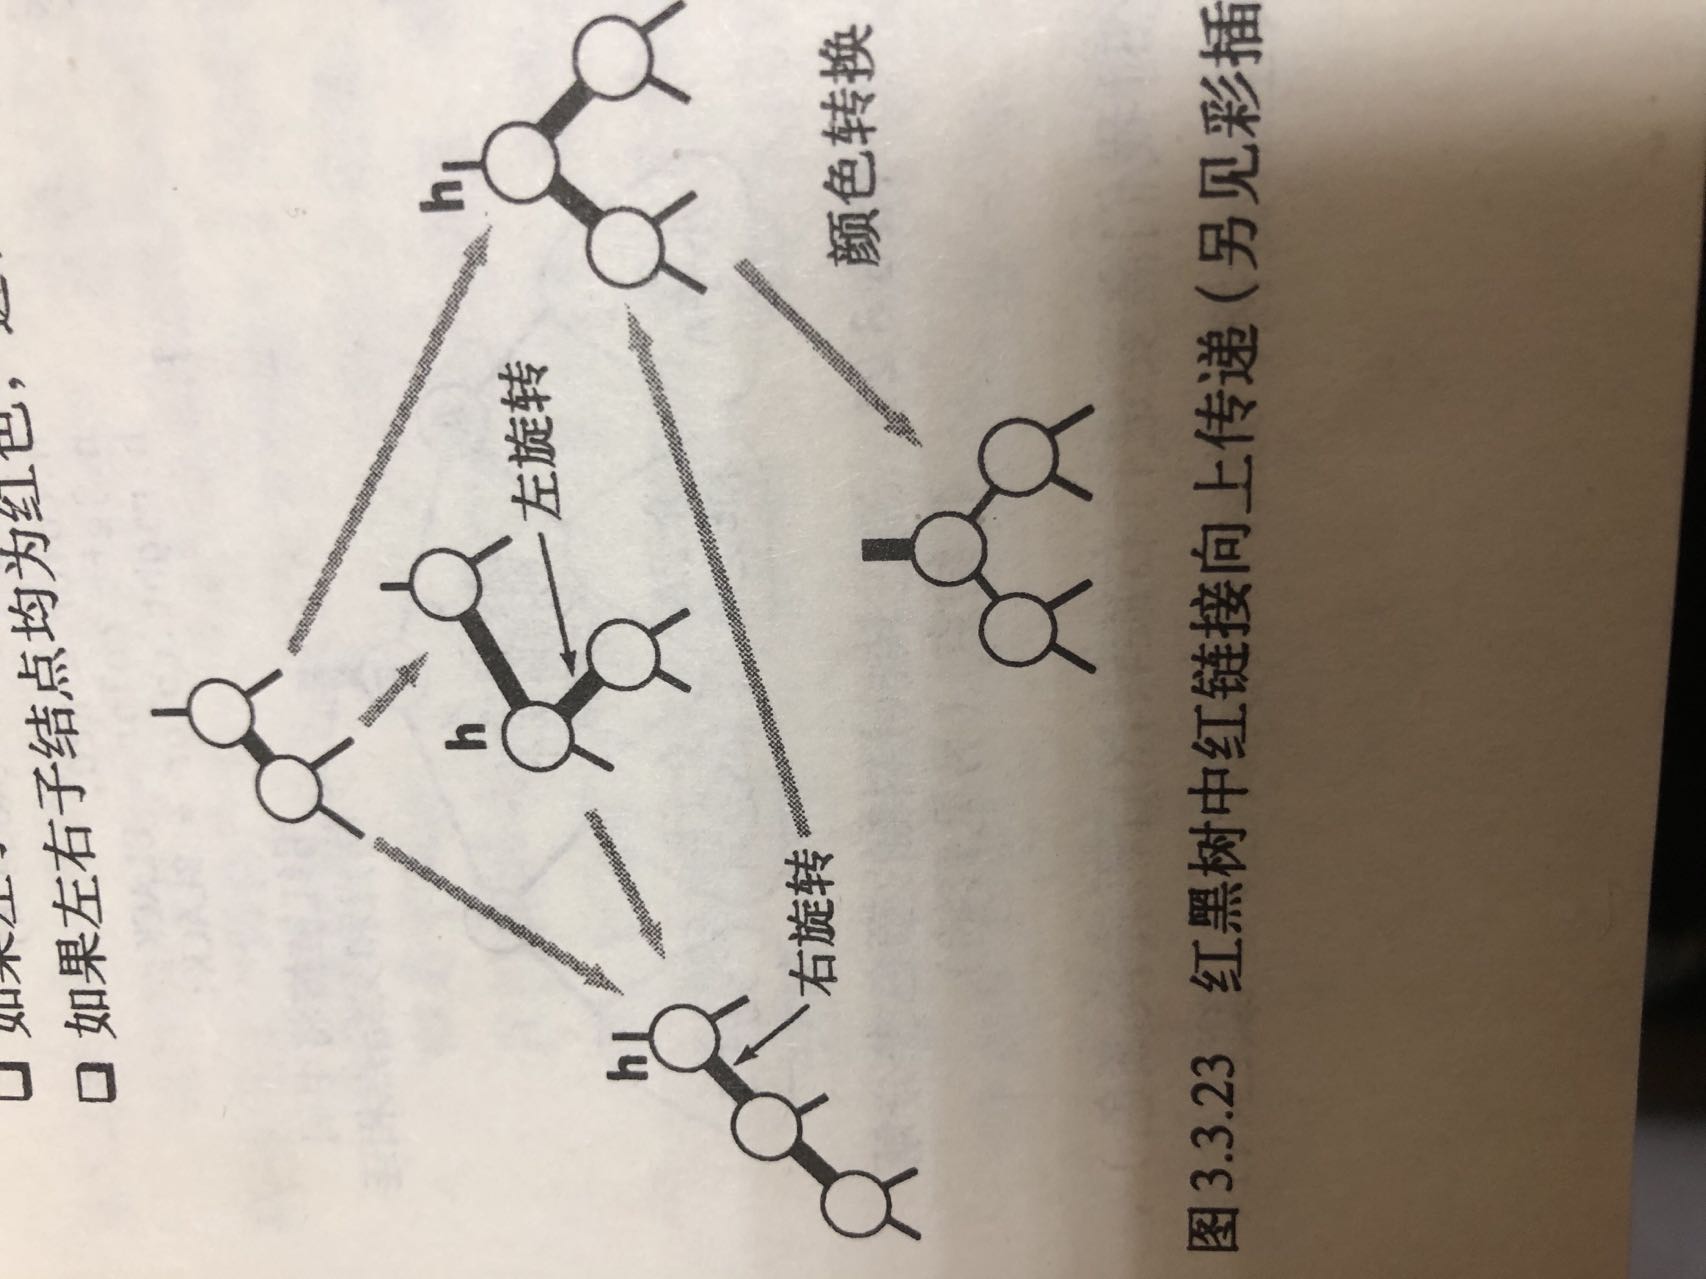 □ 如果左
□ 如果左右子结点均为红色，
h
h
左旋转
h
右旋转
颜色转换
图3.3.23 红黑树中红链接向上传递（另见彩插